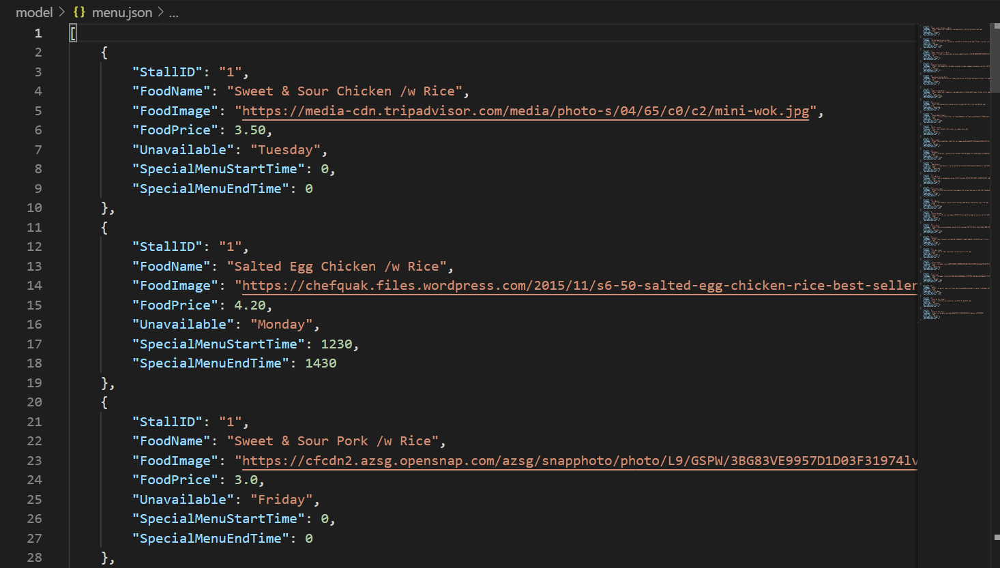 model > {} menu.json > ...
1 [
2 {
3 "StallID": "1",
4 "FoodName": "Sweet & Sour Chicken /w Rice",
5 "FoodImage": "https://media-cdn.tripadvisor.com/media/photo-s/04/65/c0/c2/mini-wok.jpg",
6 "FoodPrice": 3.50,
7 "Unavailable": "Tuesday",
8 "SpecialMenuStartTime": 0,
9 "SpecialMenuEndTime": 0
10 },
11 {
12 "StallID": "1",
13 "FoodName": "Salted Egg Chicken /w Rice",
14 "FoodImage": "https://chefquak.files.wordpress.com/2015/11/s6-50-salted-egg-chicken-rice-best-seller
15 "FoodPrice": 4.20,
16 "Unavailable": "Monday",
17 "SpecialMenuStartTime": 1230,
18 "SpecialMenuEndTime": 1430
19 },
20 {
21 "StallID": "1",
22 "FoodName": "Sweet & Sour Pork /w Rice",
23 "FoodImage": "https://cfcdn2.azsg.opensnap.com/azsg/snapphoto/photo/L9/GSPW/3BG83VE9957D1D03F31974lv
24 "FoodPrice": 3.0,
25 "Unavailable": "Friday",
26 "SpecialMenuStartTime": 0,
27 "SpecialMenuEndTime": 0
28 },